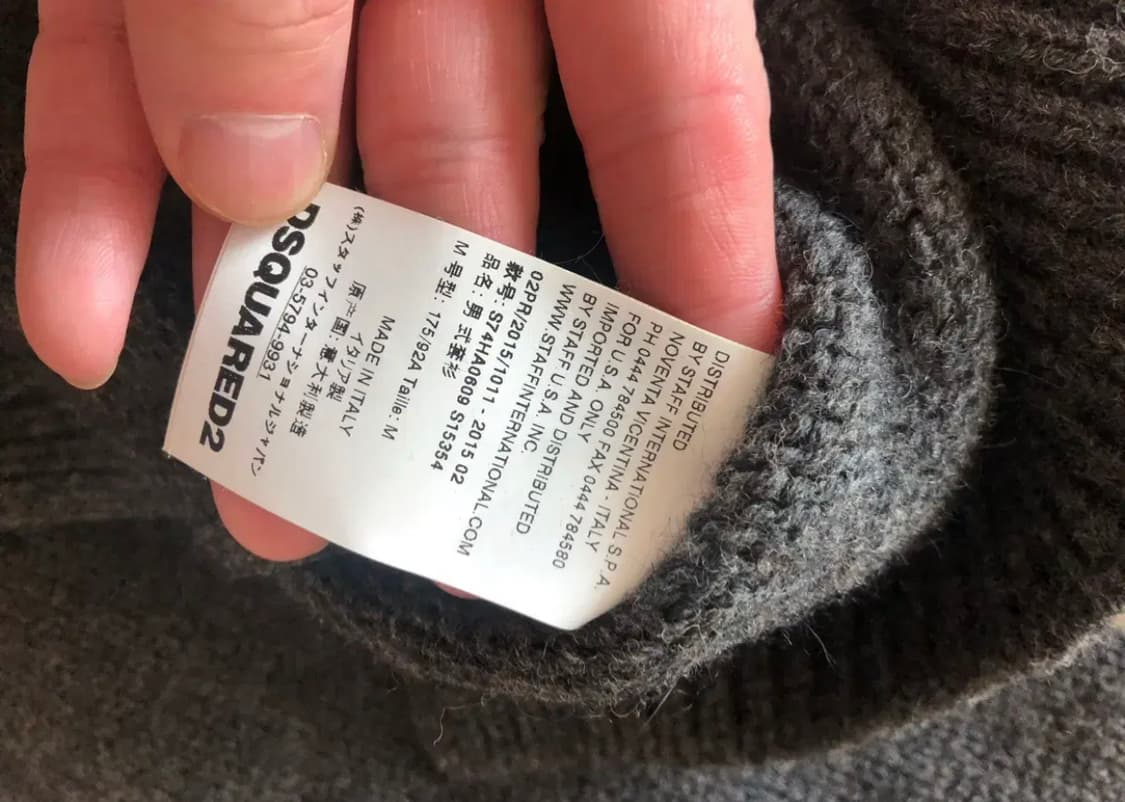 DISTRIBUTED
BY STAFF INTERNATIONAL S.P.A.
NOVENTA VICENTINA - ITALY
PH 0444 784500 FAX 0444 784580
FOR U.S.A. ONLY
IMPORTED AND DISTRIBUTED
BY STAFF U.S.A. INC.
WWW.STAFFINTERNATIONAL.COM
02PR/2015/1011 - 2015 02
款号: S74HA0609 S15354
品名: 男 式套衫
M 号型: 175/92A Taille: M
MADE IN ITALY
イタリア製
原产国: 意大利製造
(株)スタッフインターナショナルジャパン
03-5794-9931
DSQUARED2